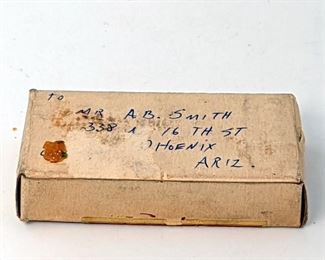 TO
MR A.B. SMITH
338 N 16 TH ST
PHOENIX
ARIZ.